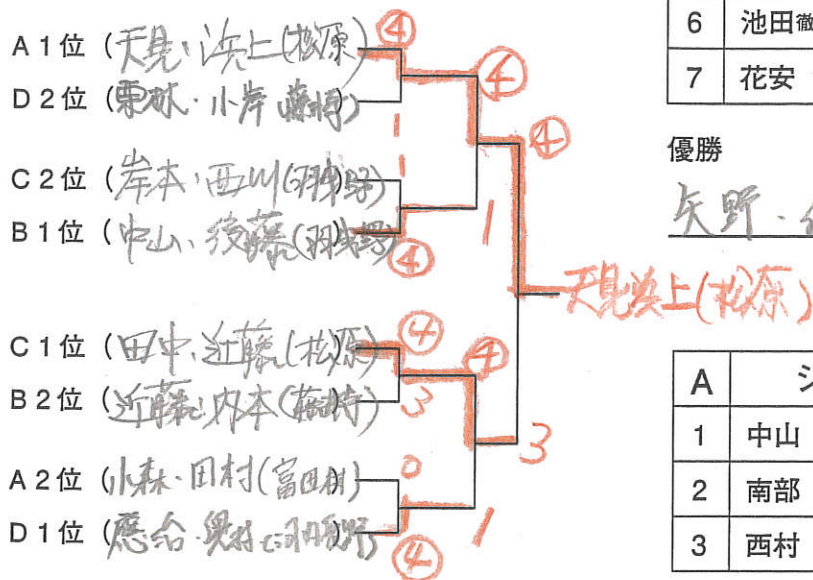 A1位 (天見・浜上(松原)
④
D2位 (栗林・小岸(藤井寺)
1
④
④
C2位 (岸本・西川(羽曳野)
1
B1位 (中山・後藤(羽曳野)
④
1
天見浜上(松原)
C1位 (田中・近藤(松原)
④
④
B2位 (近藤・内本(藤井寺)
3
3
A2位 (小森・田村(富田林)
0
D1位
④
1
6 池田徹
7 花安
優勝
矢野・
A
1 中山
2 南部
3 西村